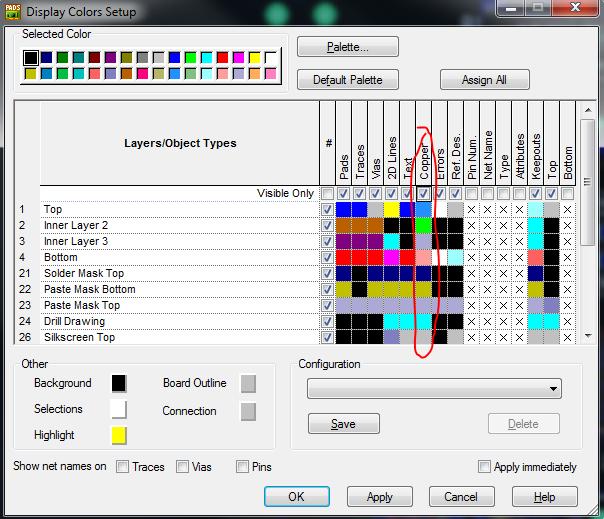 PADS
Display Colors Setup
Selected Color
Palette...
Default Palette
Assign All
Layers/Object Types
#
Pads
Traces
Vias
2D Lines
Text
Copper
Errors
Ref. Des.
Pin Num.
Net Name
Type
Attributes
Keepouts
Top
Bottom
Visible Only
1 Top
2 Inner Layer 2
3 Inner Layer 3
4 Bottom
21 Solder Mask Top
22 Paste Mask Bottom
23 Paste Mask Top
24 Drill Drawing
26 Silkscreen Top
Other
Background
Board Outline
Selections
Connection
Highlight
Configuration
Save
Delete
Show net names on
Traces
Vias
Pins
Apply immediately
OK
Apply
Cancel
Help